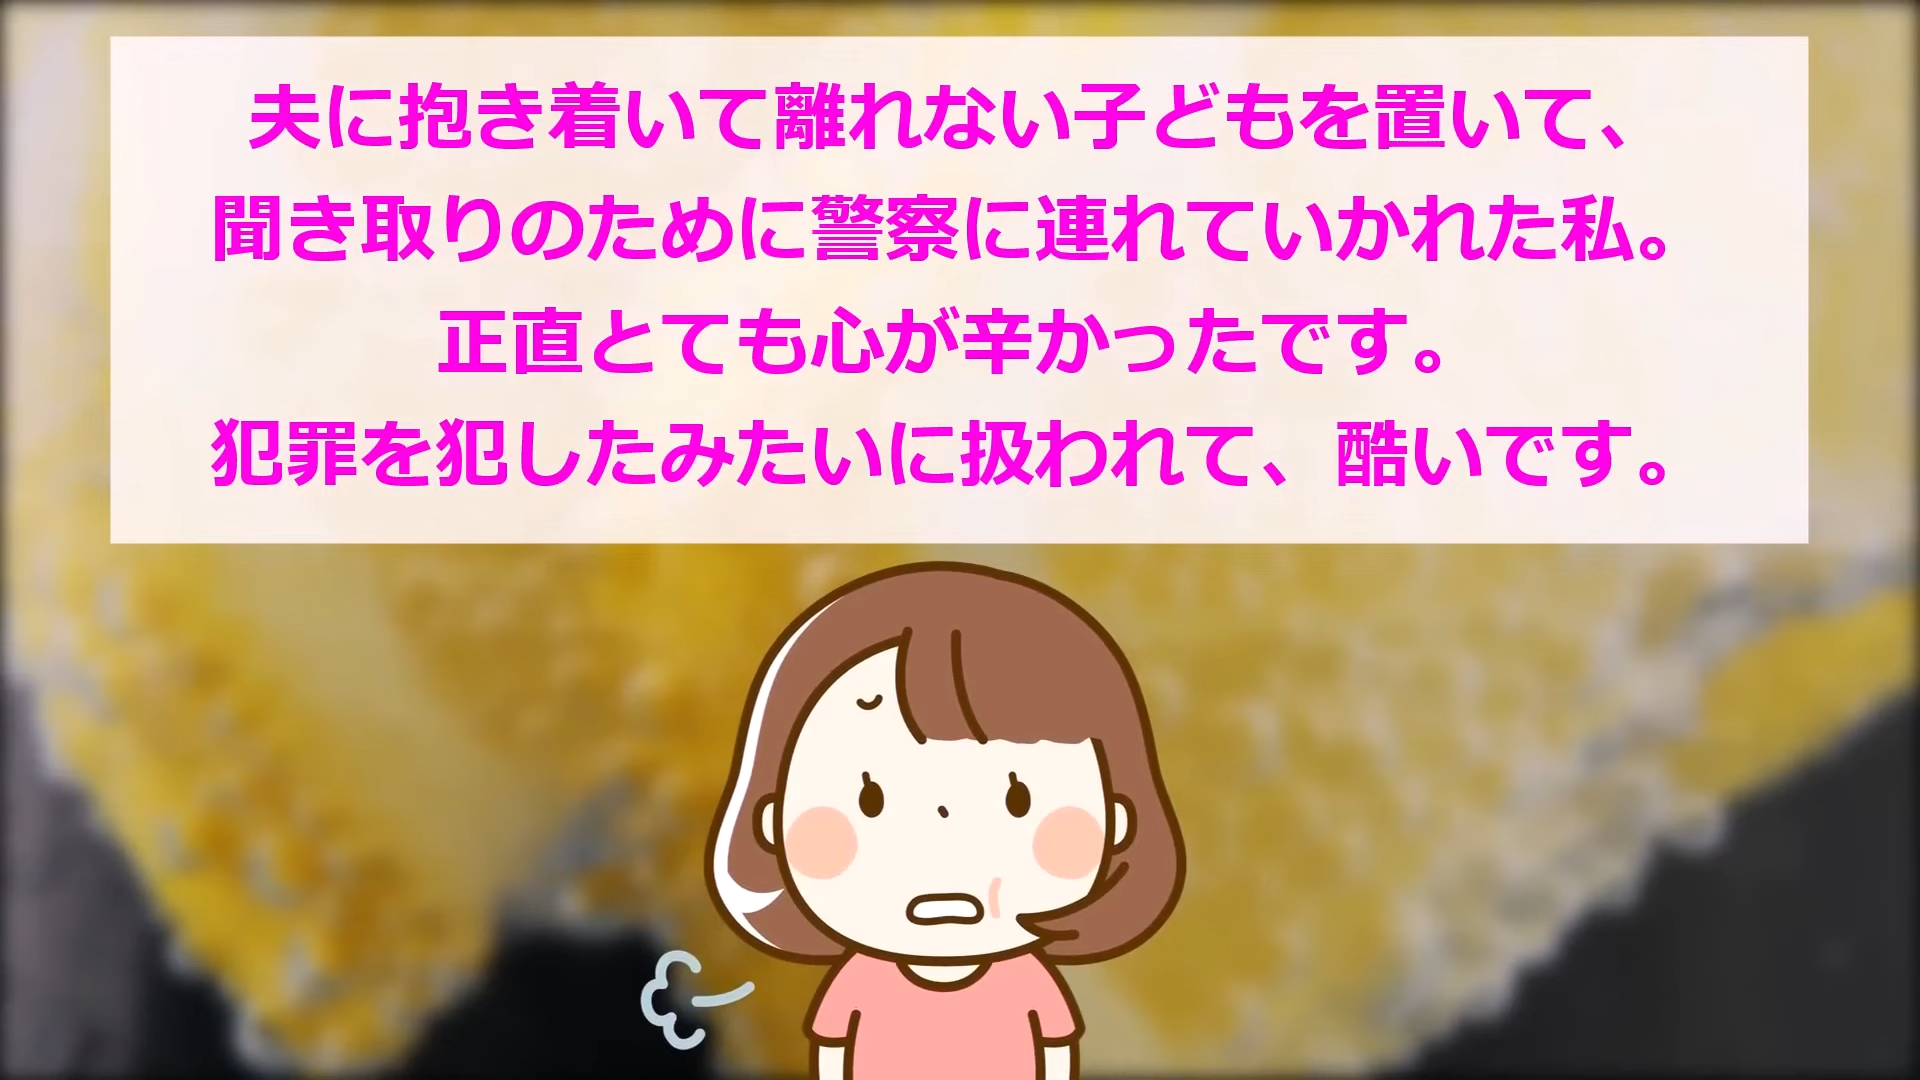 夫に抱き着いて離れない子どもを置いて、
聞き取りのために警察に連れていかれた私。
正直とても心が辛かったです。
犯罪を犯したみたいに扱われて、酷いです。